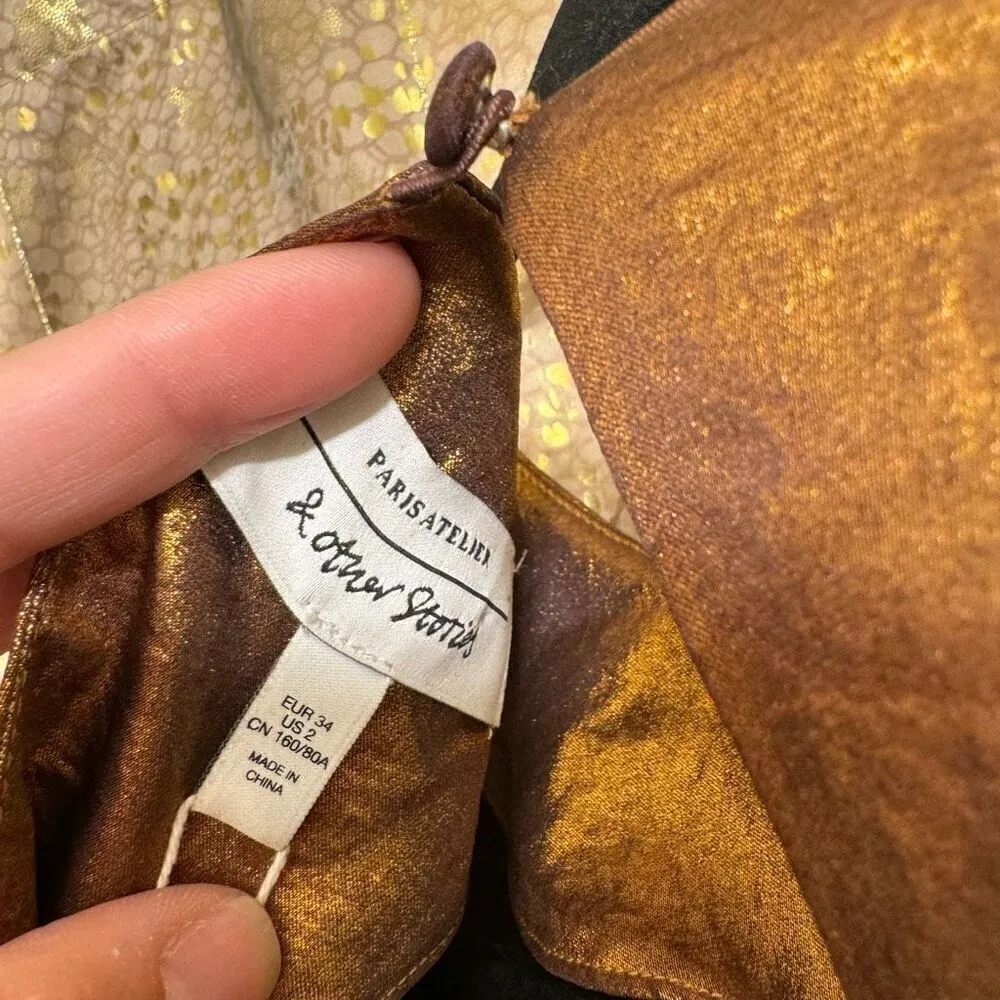 PARIS ATELIER
& other Stories
EUR 34
US 2
CN 160/80A
MADE IN
CHINA